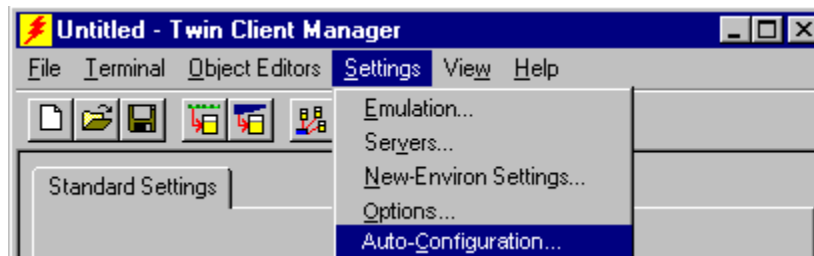 Untitled - Twin Client Manager
File Terminal Object Editors Settings View Help
Emulation...
Servers...
New-Environ Settings...
Standard Settings
Options...
Auto-Configuration...